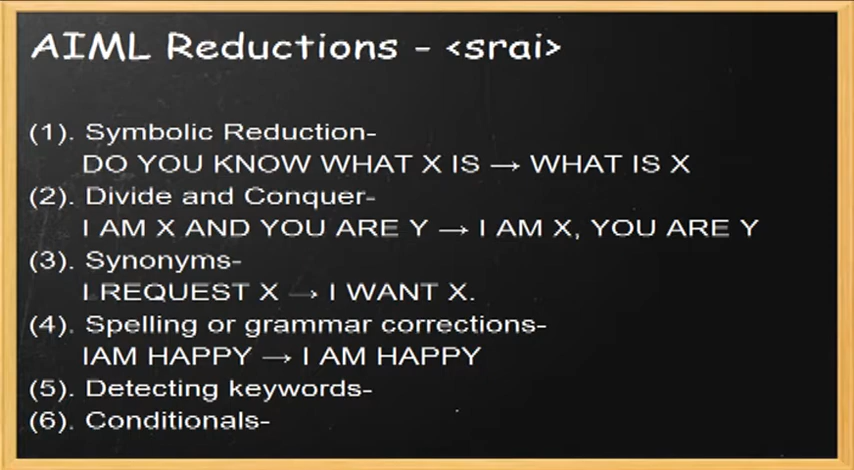 AIML Reductions - <srai>
(1). Symbolic Reduction-
DO YOU KNOW WHAT X IS → WHAT IS X
(2). Divide and Conquer-
I AM X AND YOU ARE Y → I AM X, YOU ARE Y
(3). Synonyms-
I REQUEST X → I WANT X.
(4). Spelling or grammar corrections-
IAM HAPPY → I AM HAPPY
(5). Detecting keywords-
(6). Conditionals-